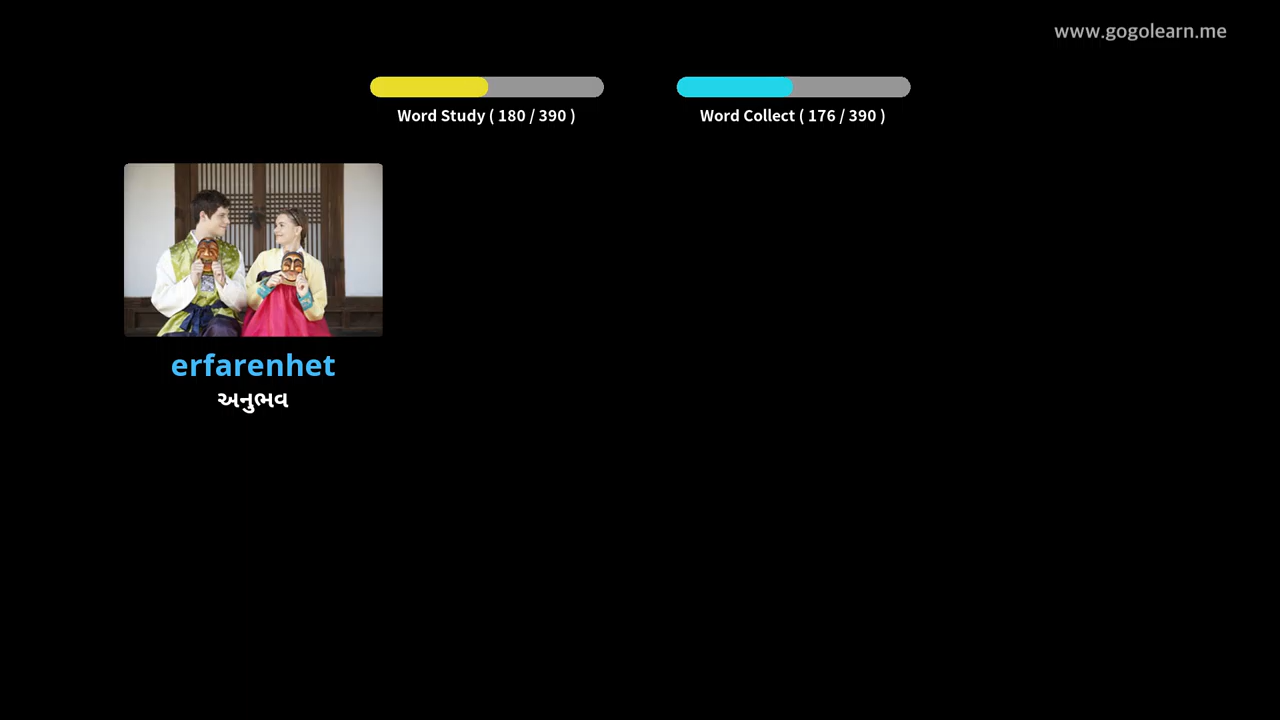 www.gogolearn.me
Word Study ( 180 / 390 )
Word Collect ( 176 / 390 )
erfarenhet
અનુભવ